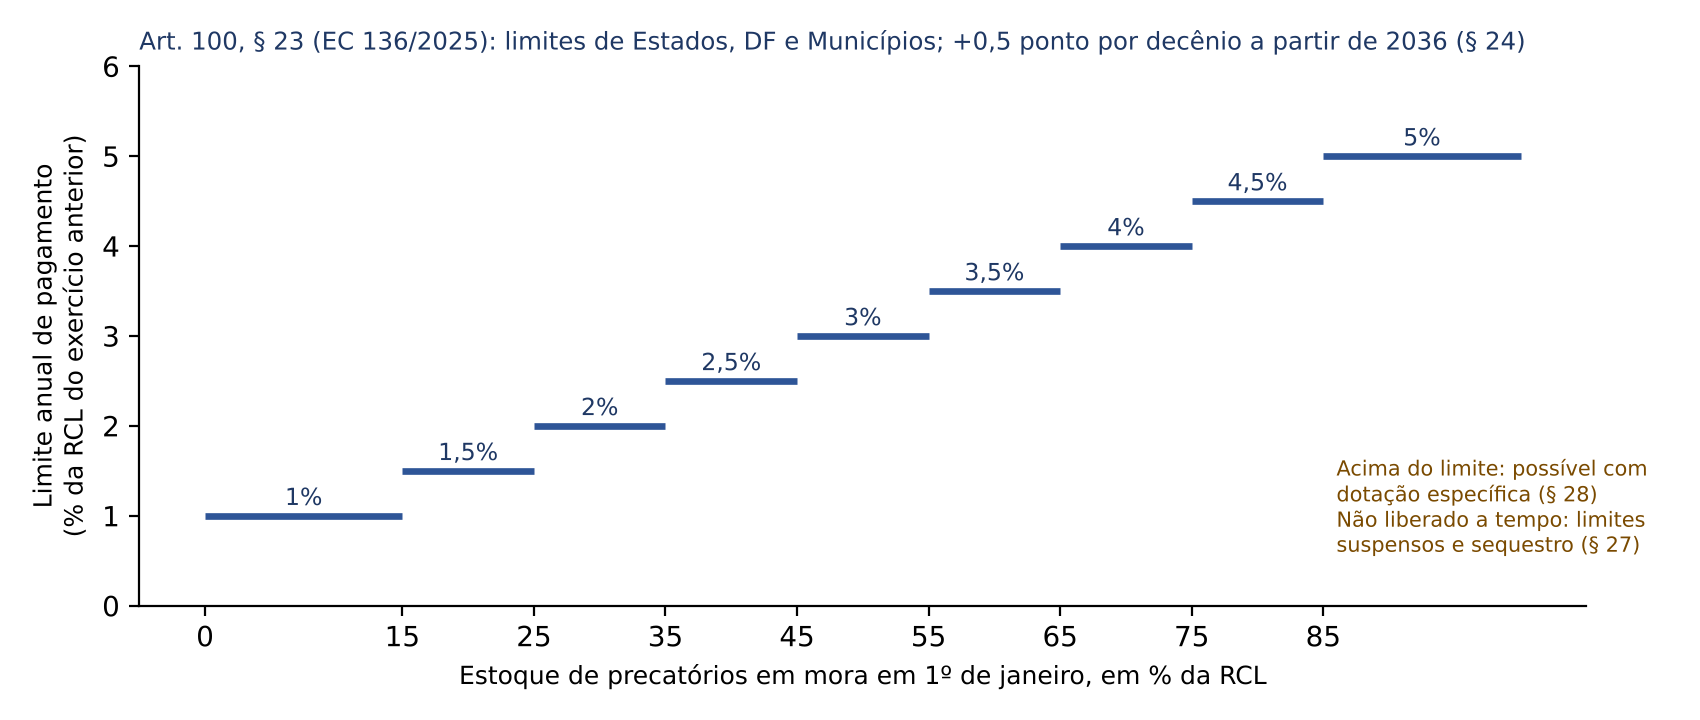 Art. 100, § 23 (EC 136/2025): limites de Estados, DF e Municípios; +0,5 ponto por decênio a partir de 2036 (§ 24)
Limite anual de pagamento
(% da RCL do exercício anterior)
6
5
4
3
2
1
0
1%
1,5%
2%
2,5%
3%
3,5%
4%
4,5%
5%
Acima do limite: possível com
dotação específica (§ 28)
Não liberado a tempo: limites
suspensos e sequestro (§ 27)
0 15 25 35 45 55 65 75 85
Estoque de precatórios em mora em 1º de janeiro, em % da RCL